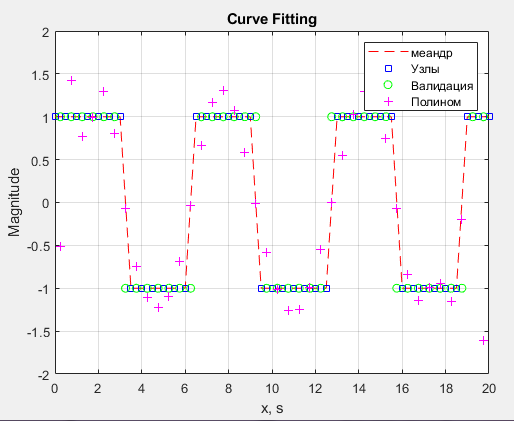 Curve Fitting
2
1.5
1
0.5
0
-0.5
-1
-1.5
-2
Magnitude
меандр
Узлы
Валидация
Полином
0 2 4 6 8 10 12 14 16 18 20
x, s